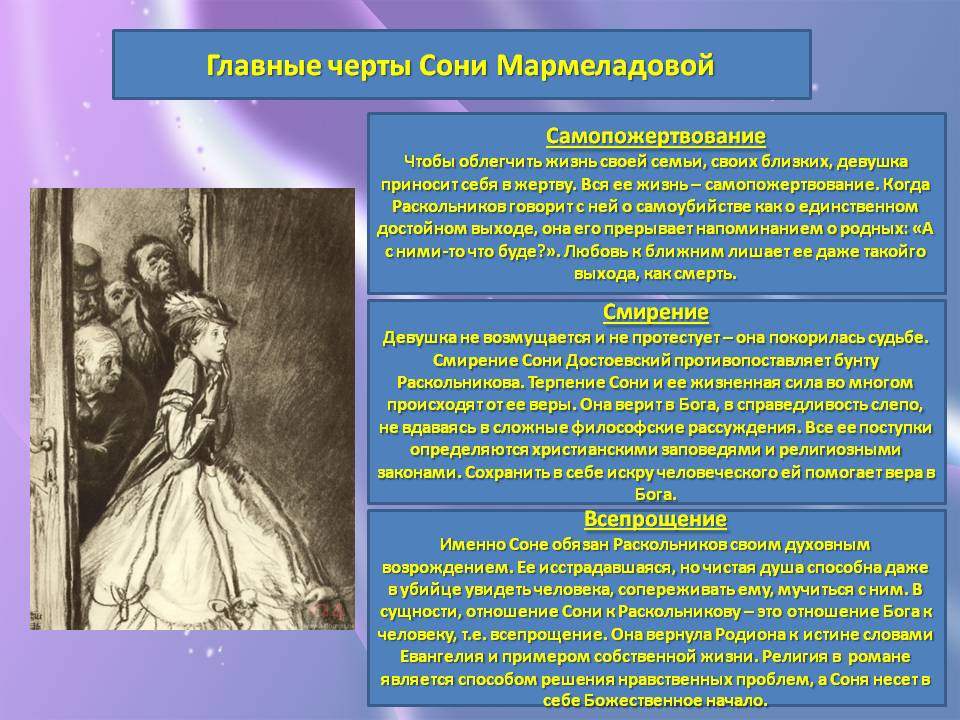 Главные черты Сони Мармеладовой
Самопожертвование
Чтобы облегчить жизнь своей семьи, своих близких, девушка
приносит себя в жертву. Вся ее жизнь – самопожертвование. Когда
Раскольников говорит с ней о самоубийстве как о единственном
достойном выходе, она его прерывает напоминанием о родных: «А
с ними-то что будет?». Любовь к ближним лишает ее даже такойго
выхода, как смерть.
Смирение
Девушка не возмущается и не протестует – она покорилась судьбе.
Смирение Сони Достоевский противопоставляет бунту
Раскольникова. Терпение Сони и ее жизненная сила во многом
происходят от ее веры. Она верит в Бога, в справедливость слепо,
не вдаваясь в сложные философские рассуждения. Все ее поступки
определяются христианскими заповедями и религиозными
законами. Сохранить в себе искру человеческого ей помогает вера в
Бога.
Всепрощение
Именно Соне обязан Раскольников своим духовным
возрождением. Ее исстрадавшаяся, но чистая душа способна даже
в убийце увидеть человека, сопереживать ему, мучиться с ним. В
сущности, отношение Сони к Раскольникову – это отношение Бога к
человеку, т.е. всепрощение. Она вернула Родиона к истине словами
Евангелия и примером собственной жизни. Религия в романе
является способом решения нравственных проблем, а Соня несет в
себе Божественное начало.